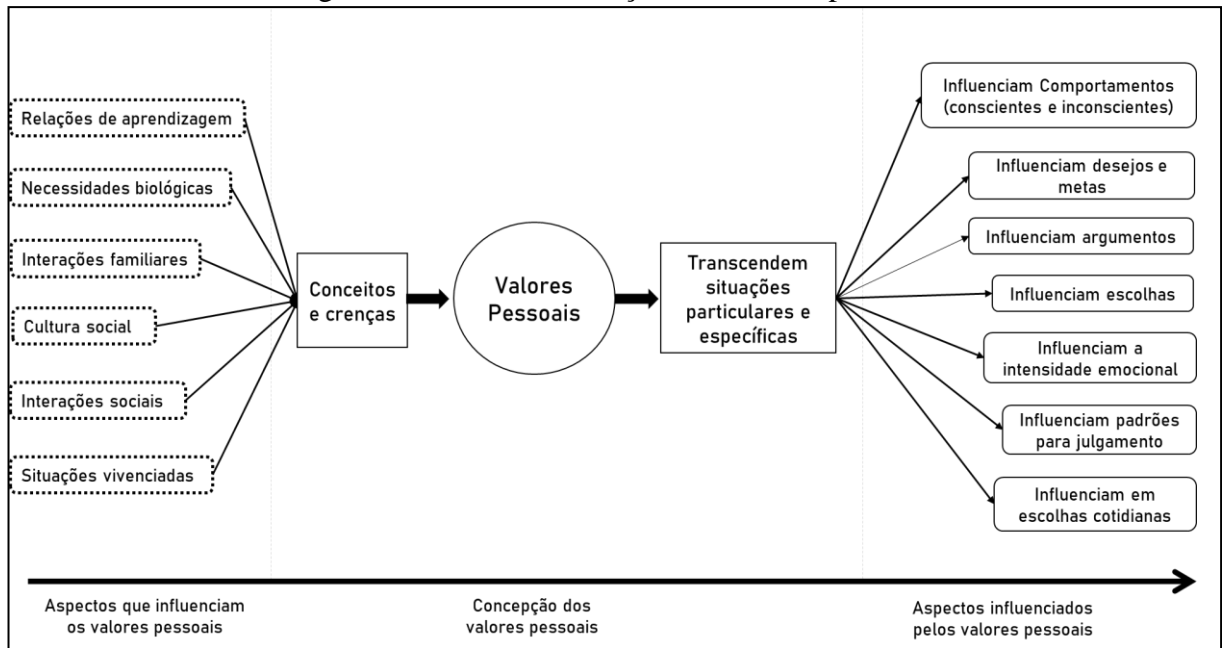 Relações de aprendizagem
Necessidades biológicas
Interações familiares
Cultura social
Interações sociais
Situações vivenciadas
Conceitos
e crenças
Valores
Pessoais
Transcendem
situações
particulares e
específicas
Influenciam Comportamentos
(conscientes e inconscientes)
Influenciam desejos e
metas
Influenciam argumentos
Influenciam escolhas
Influenciam a
intensidade emocional
Influenciam padrões
para julgamento
Influenciam em
escolhas cotidianas
Aspectos que influenciam
os valores pessoais
Concepção dos
valores pessoais
Aspectos influenciados
pelos valores pessoais